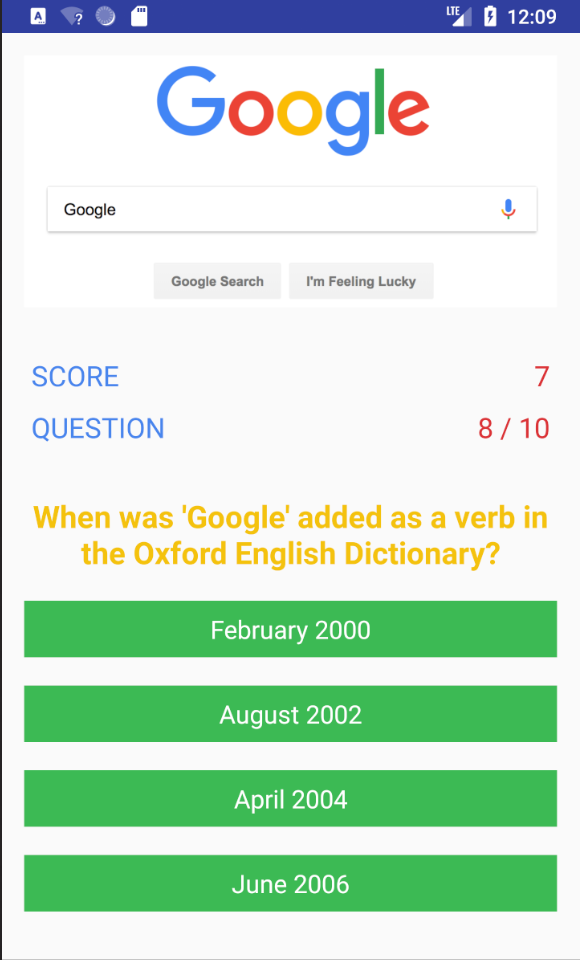 A
?
LTE
12:09
Google
Google
Google Search
I'm Feeling Lucky
SCORE
7
QUESTION
8 / 10
When was 'Google' added as a verb in
the Oxford English Dictionary?
February 2000
August 2002
April 2004
June 2006